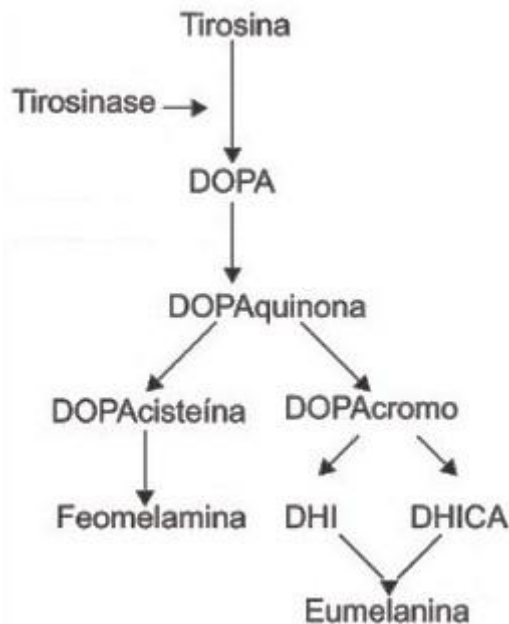 Tirosina
Tirosinase
DOPA
DOPAquinona
DOPAcisteína DOPAcromo
Feomelamina DHI DHICA
Eumelanina